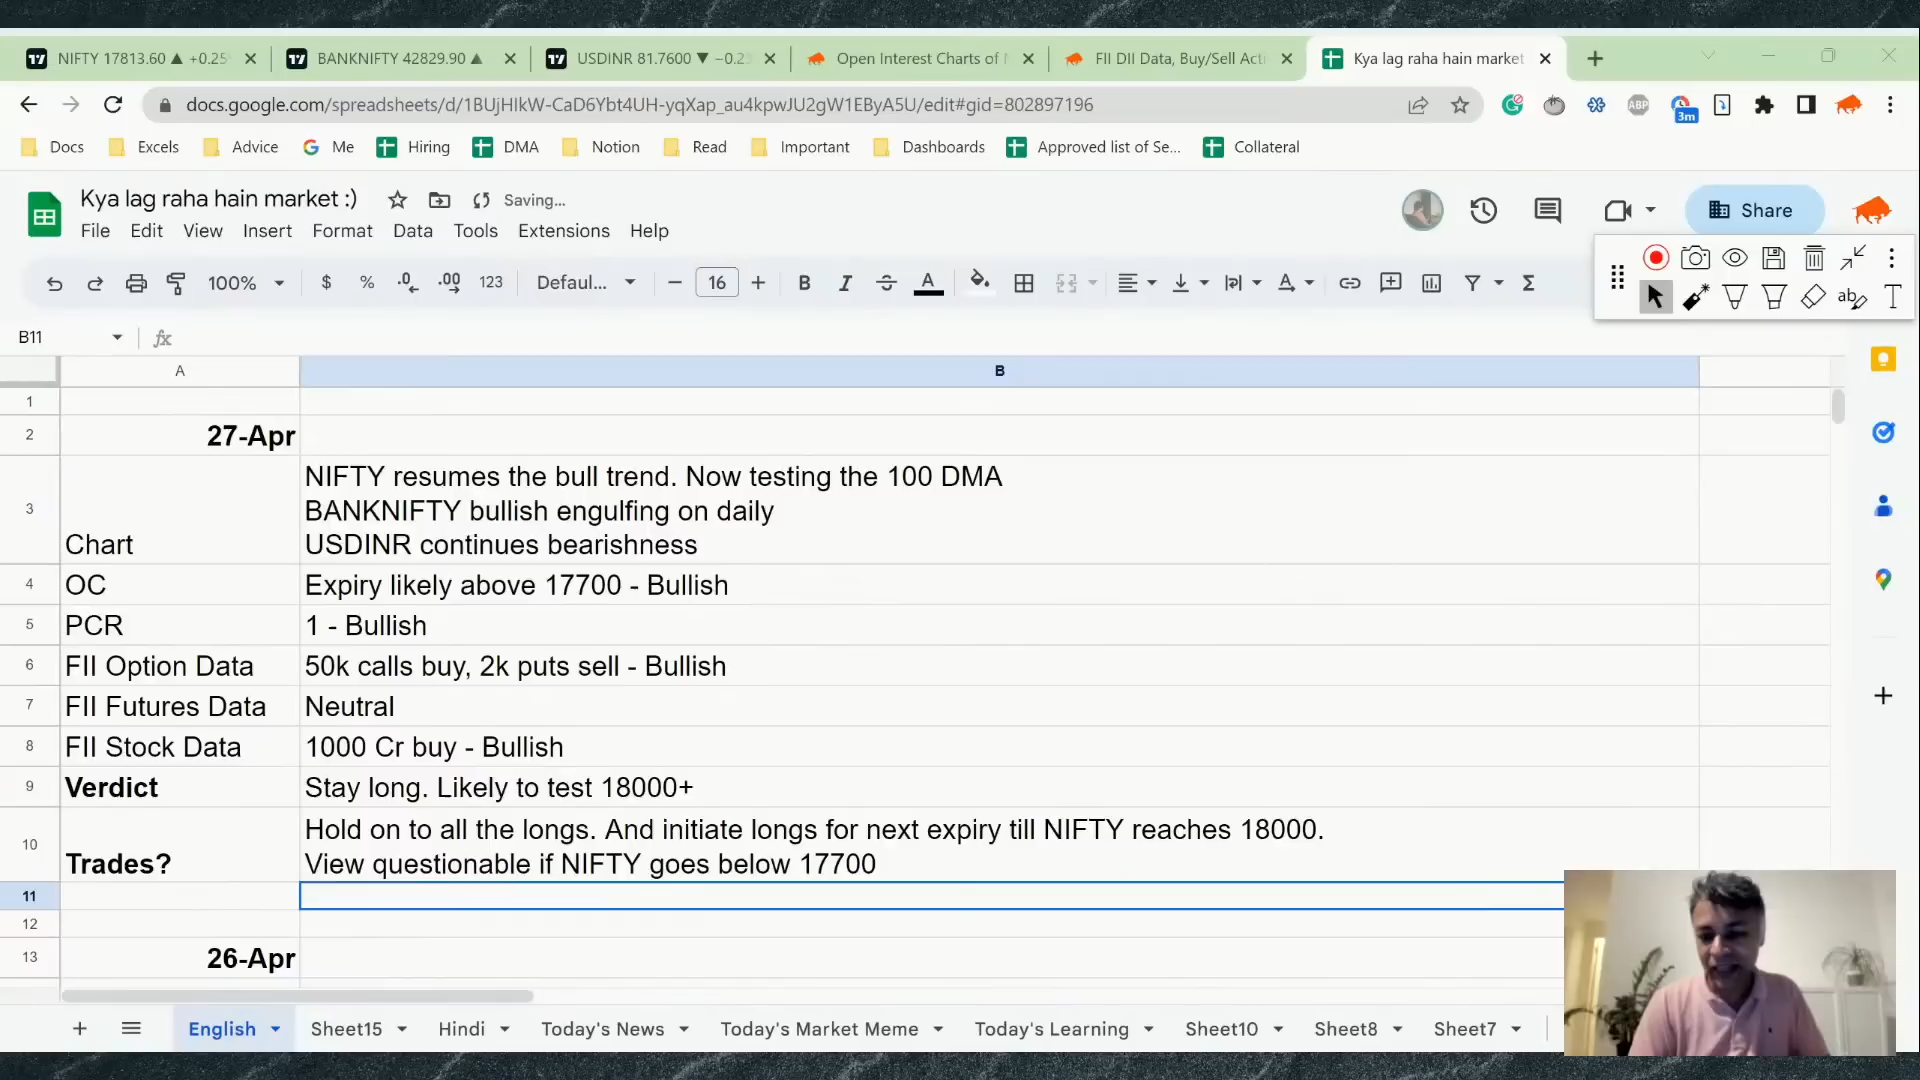 NIFTY 17813.60 ▲ +0.25
BANKNIFTY 42829.90 ▲
USDINR 81.7600 ▼ −0.2
Open Interest Charts of
FII DII Data, Buy/Sell Acti
Kya lag raha hain market
docs.google.com/spreadsheets/d/1BUjHIkW-CaD6Ybt4UH-yqXap_au4kpwJU2gW1EByA5U/edit#gid=802897196
ABP
3m
Docs
Excels
Advice
Me
Hiring
DMA
Notion
Read
Important
Dashboards
Approved list of Se...
Collateral
Kya lag raha hain market :)
Saving...
File Edit View Insert Format Data Tools Extensions Help
Share
100% $ % .0 .00 123 Defaul... − 16 + B I A Σ
T
B11
fx
A B
1
2 27-Apr
3 Chart
NIFTY resumes the bull trend. Now testing the 100 DMA
BANKNIFTY bullish engulfing on daily
USDINR continues bearishness
4 OC Expiry likely above 17700 - Bullish
5 PCR 1 - Bullish
6 FII Option Data 50k calls buy, 2k puts sell - Bullish
7 FII Futures Data Neutral
8 FII Stock Data 1000 Cr buy - Bullish
9 Verdict Stay long. Likely to test 18000+
10 Trades?
Hold on to all the longs. And initiate longs for next expiry till NIFTY reaches 18000.
View questionable if NIFTY goes below 17700
11
12
13 26-Apr
English Sheet15 Hindi Today's News Today's Market Meme Today's Learning Sheet10 Sheet8 Sheet7